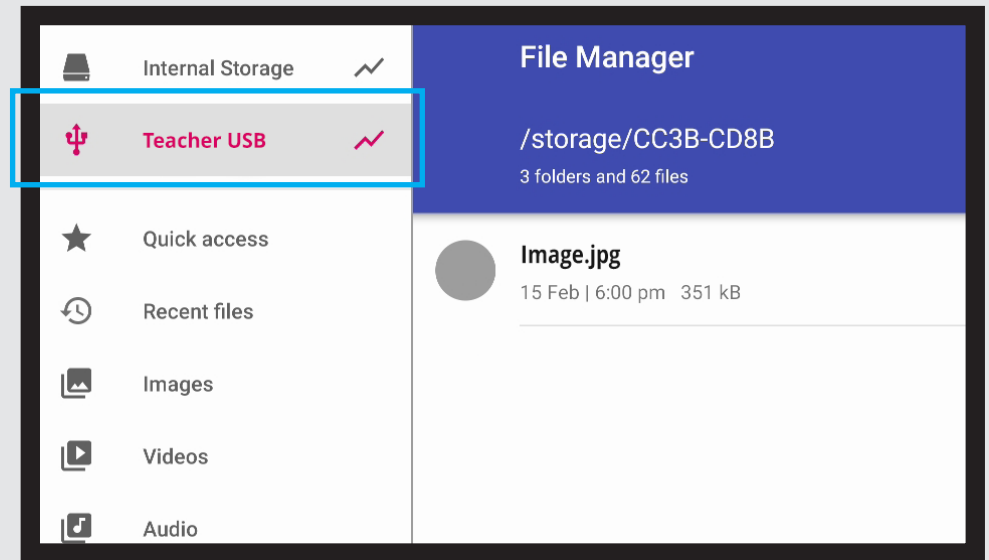 Internal Storage
Teacher USB
Quick access
Recent files
Images
Videos
Audio
File Manager
/storage/CC3B-CD8B
3 folders and 62 files
Image.jpg
15 Feb | 6:00 pm 351 kB